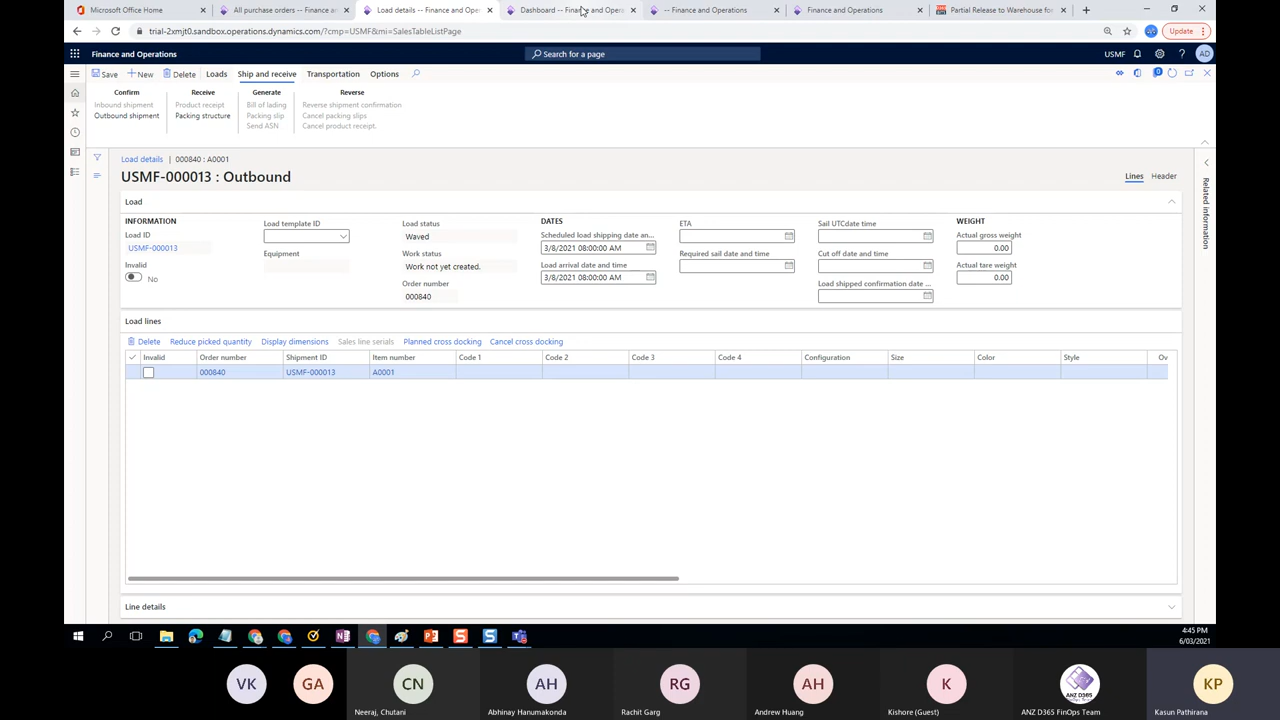 Microsoft Office Home
All purchase orders -- Finance a
Load details -- Finance and Ope
Dashboard -- Finance and Opera
-- Finance and Operations
Finance and Operations
Partial Release to Warehouse fo
trial-2xmjt0.sandbox.operations.dynamics.com/?cmp=USMF&mi=SalesTableListPage
Update
Finance and Operations
Search for a page
USMF
AD
Save
New
Delete
Loads
Ship and receive
Transportation
Options
0
Confirm
Receive
Generate
Reverse
Inbound shipment
Product receipt
Bill of lading
Reverse shipment confirmation
Outbound shipment
Packing structure
Packing slip
Cancel packing slips
Send ASN
Cancel product receipt.
Load details | 000840 : A0001
USMF-000013 : Outbound
Lines
Header
Related information
Load
INFORMATION
Load ID
USMF-000013
Invalid
No
Load template ID
Equipment
Load status
Waved
Work status
Work not yet created.
Order number
000840
DATES
Scheduled load shipping date an...
3/8/2021 08:00:00 AM
Load arrival date and time
3/8/2021 08:00:00 AM
ETA
Required sail date and time
Sail UTCdate time
Cut off date and time
Load shipped confirmation date ...
WEIGHT
Actual gross weight
0.00
Actual tare weight
0.00
Load lines
Delete
Reduce picked quantity
Display dimensions
Sales line serials
Planned cross docking
Cancel cross docking
Invalid
Order number
Shipment ID
Item number
Code 1
Code 2
Code 3
Code 4
Configuration
Size
Color
Style
Ov
000840
USMF-000013
A0001
Line details
4:45 PM
6/03/2021
VK
GA
CN
AH
RG
AH
K
KP
Neeraj, Chutani
Abhinay Hanumakonda
Rachit Garg
Andrew Huang
Kishore (Guest)
ANZ D365 FinOps Team
Kasun Pathirana